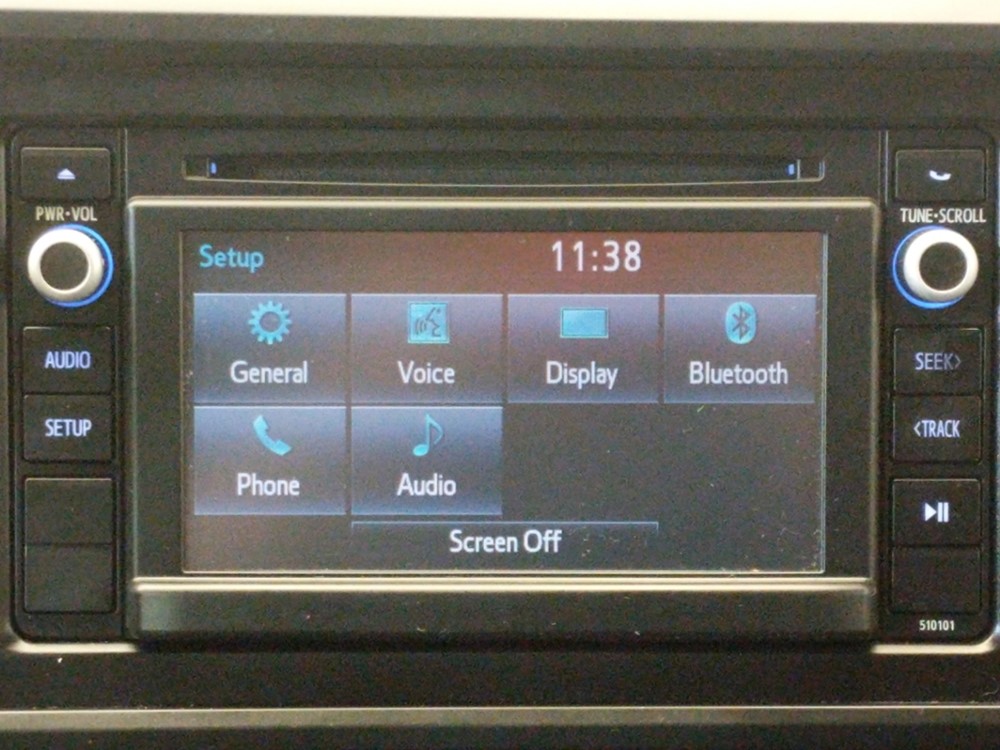 PWR•VOL
TUNE•SCROLL
Setup
11:38
General
Voice
Display
Bluetooth
AUDIO
SEEK>
SETUP
<TRACK
Phone
Audio
Screen Off
510101